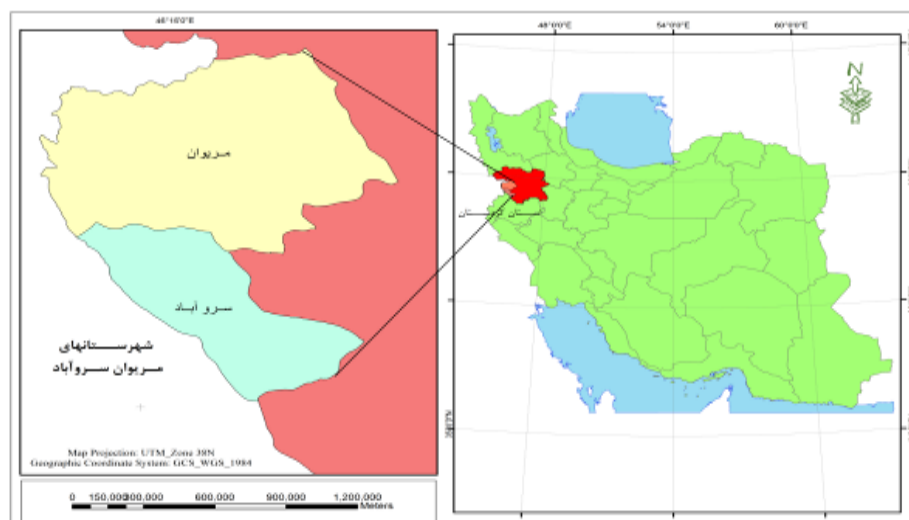 46°16'0"E
مریوان
سرو آباد
شهرستانهای
مریوان سروآباد
Map Projection: UTM_Zone 38N
Geographic Coordinate System: GCS_WGS_1984
0 150,000 300,000 600,000 900,000 1,200,000
Meters
48°0'0"E 54°0'0"E 60°0'0"E
N
استان کردستان